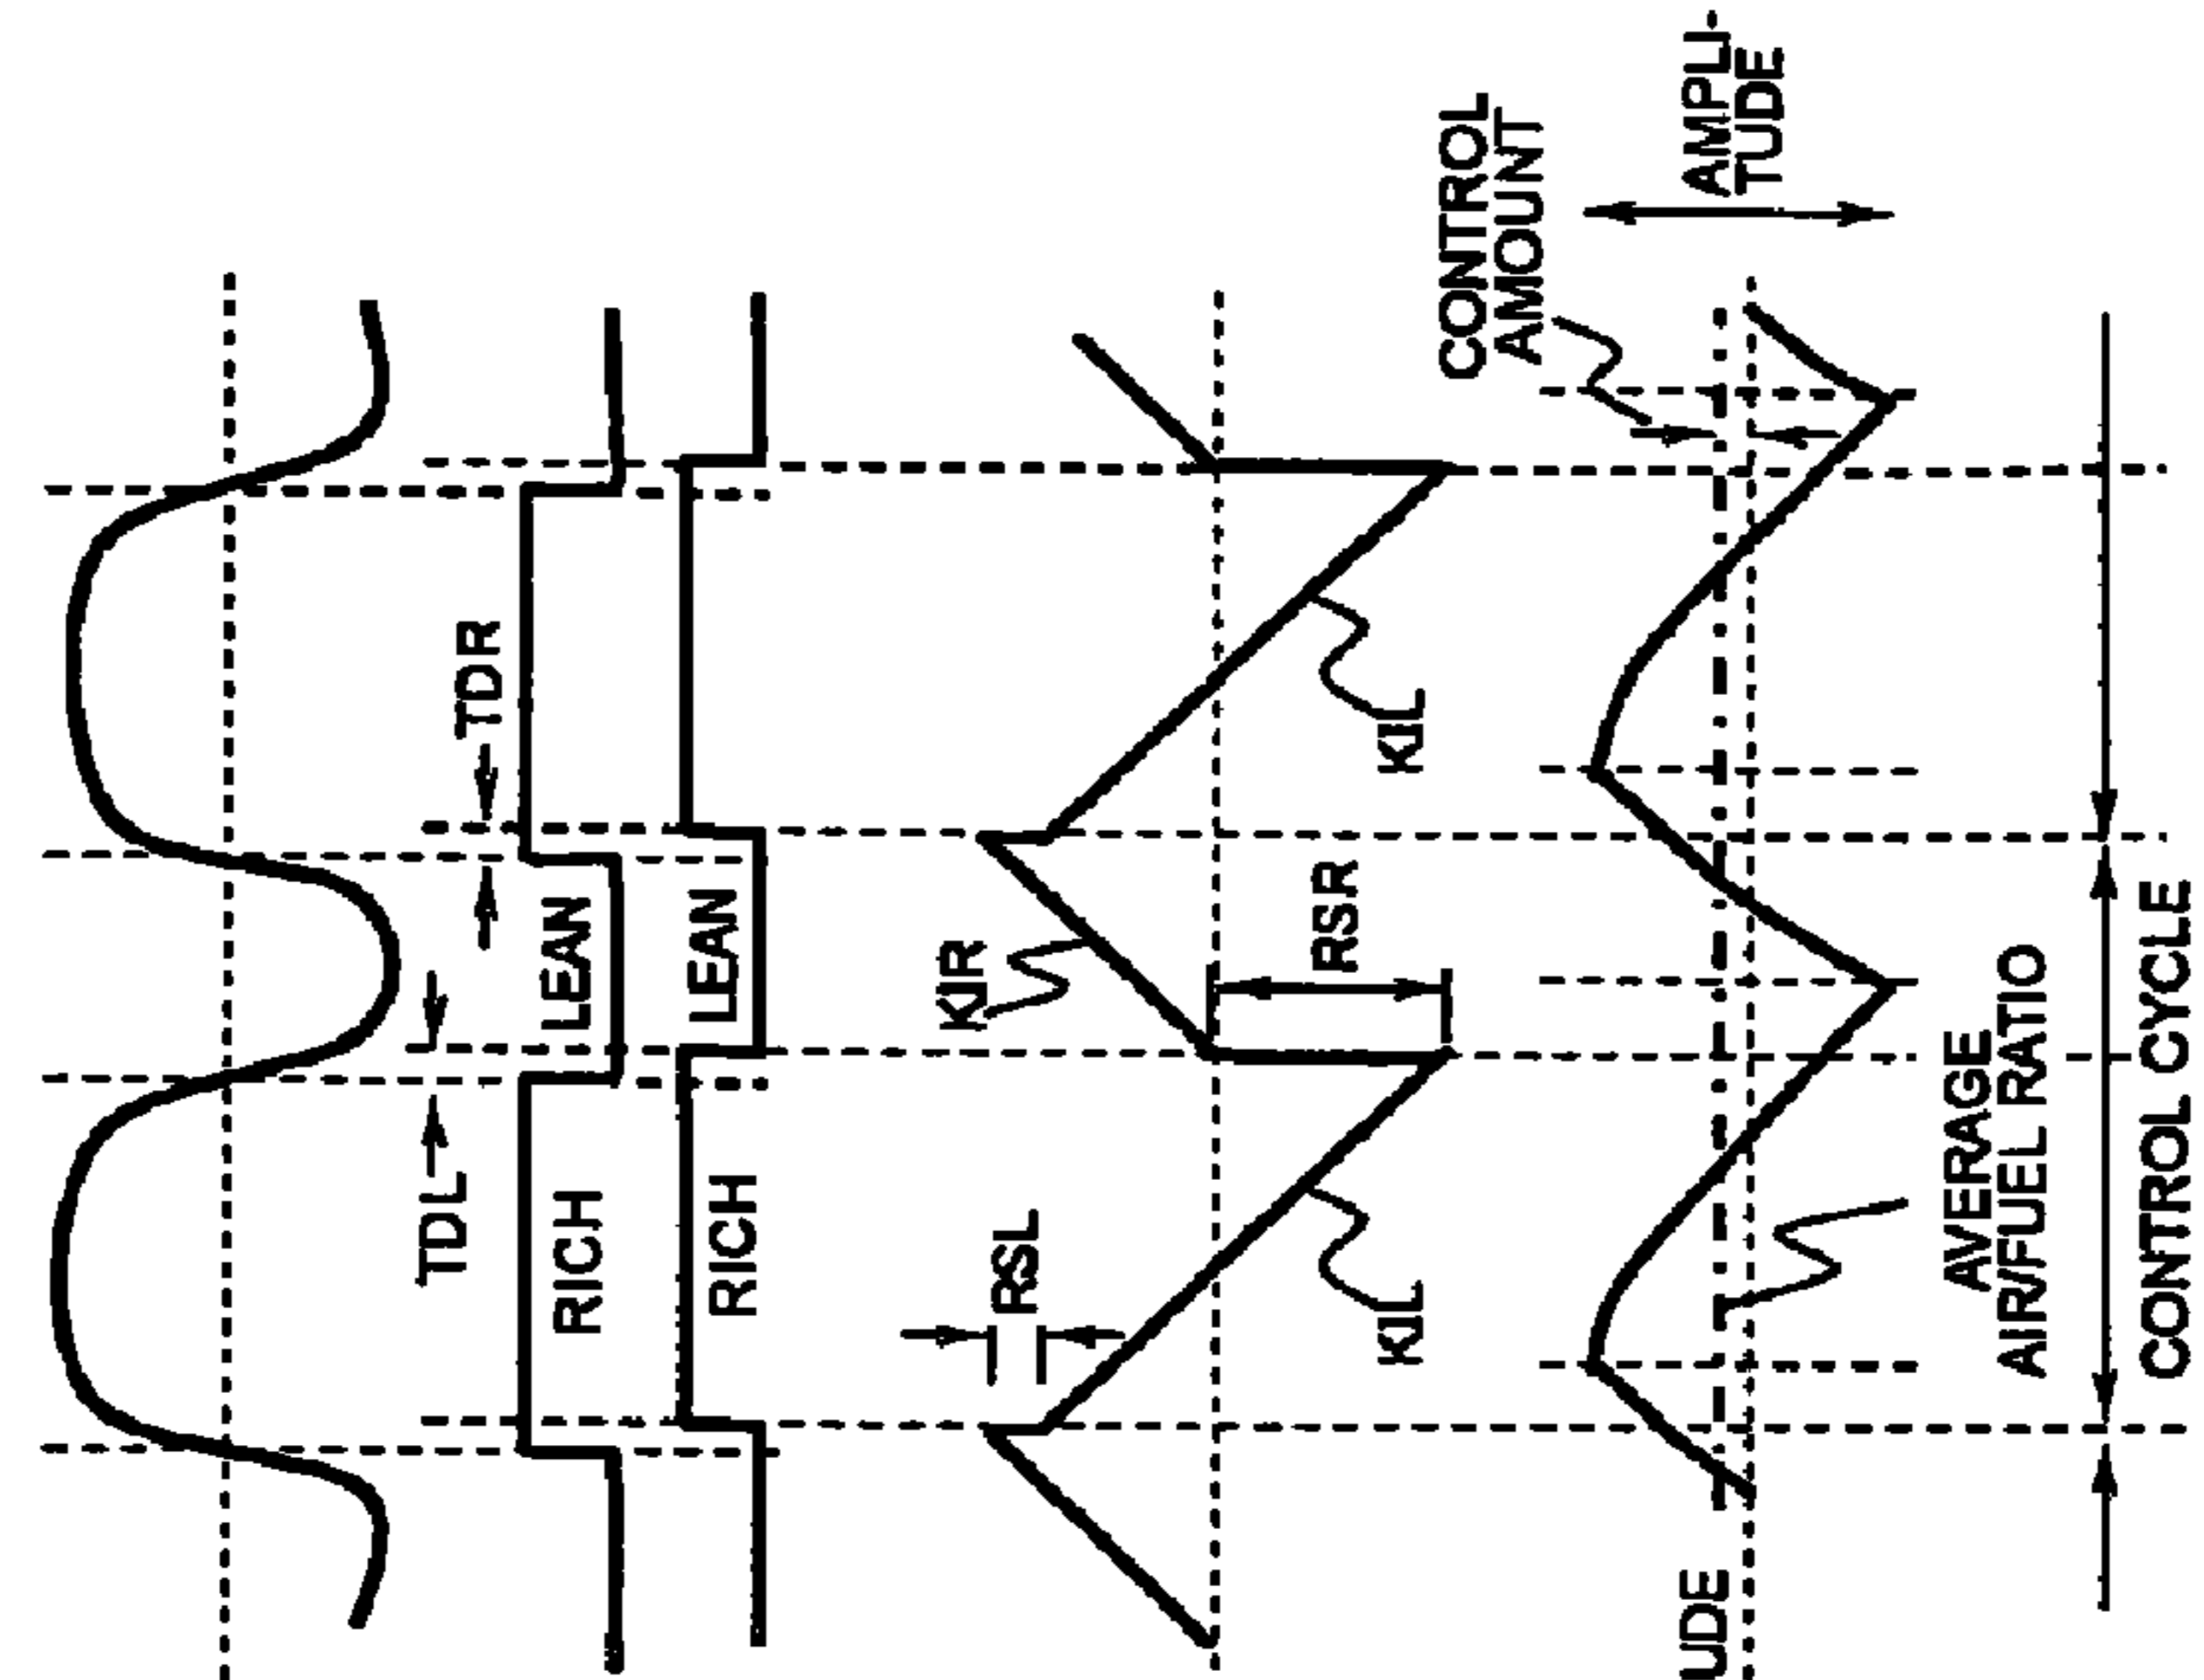 TDL
TDR
RICH
LEAN
RICH
LEAN
KIR
RSL
RSR
KIL
KIL
CONTROL
AMOUNT
UDE
AMPLI-
TUDE
AVERAGE
AIR/FUEL RATIO
CONTROL CYCLE